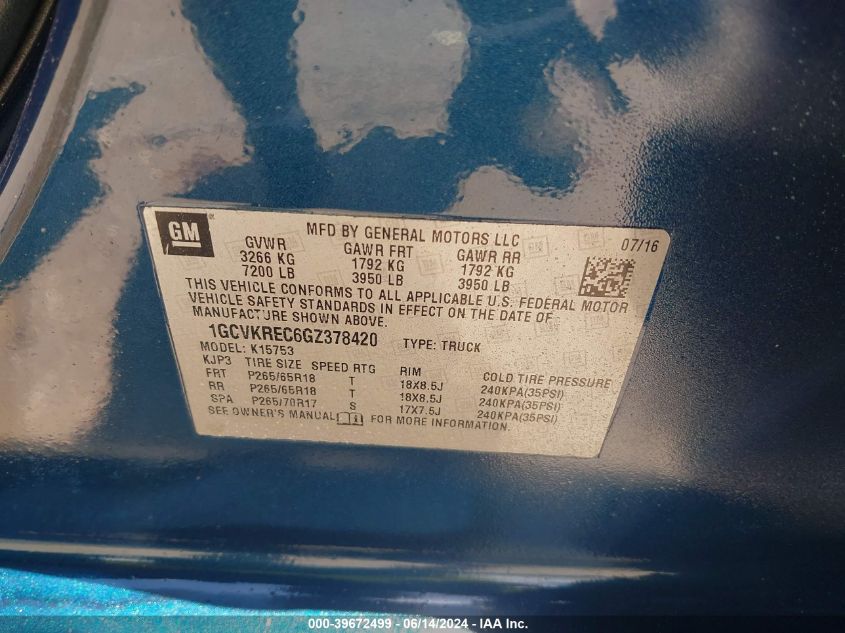 GM
MFD BY GENERAL MOTORS LLC 07/16
GVWR GAWR FRT GAWR RR
3266 KG 1792 KG 1792 KG
7200 LB 3950 LB 3950 LB
THIS VEHICLE CONFORMS TO ALL APPLICABLE U.S. FEDERAL MOTOR
VEHICLE SAFETY STANDARDS IN EFFECT ON THE DATE OF
MANUFACTURE SHOWN ABOVE.
1GCVKREC6GZ378420 TYPE: TRUCK
MODEL: K15753
KJP3 TIRE SIZE SPEED RTG RIM COLD TIRE PRESSURE
FRT P265/65R18 T 18X8.5J 240KPA(35PSI)
RR P265/65R18 T 18X8.5J 240KPA(35PSI)
SPA P265/70R17 S 17X7.5J 240KPA(35PSI)
SEE OWNER'S MANUAL FOR MORE INFORMATION.
000-39672499 - 06/14/2024 - IAA Inc.